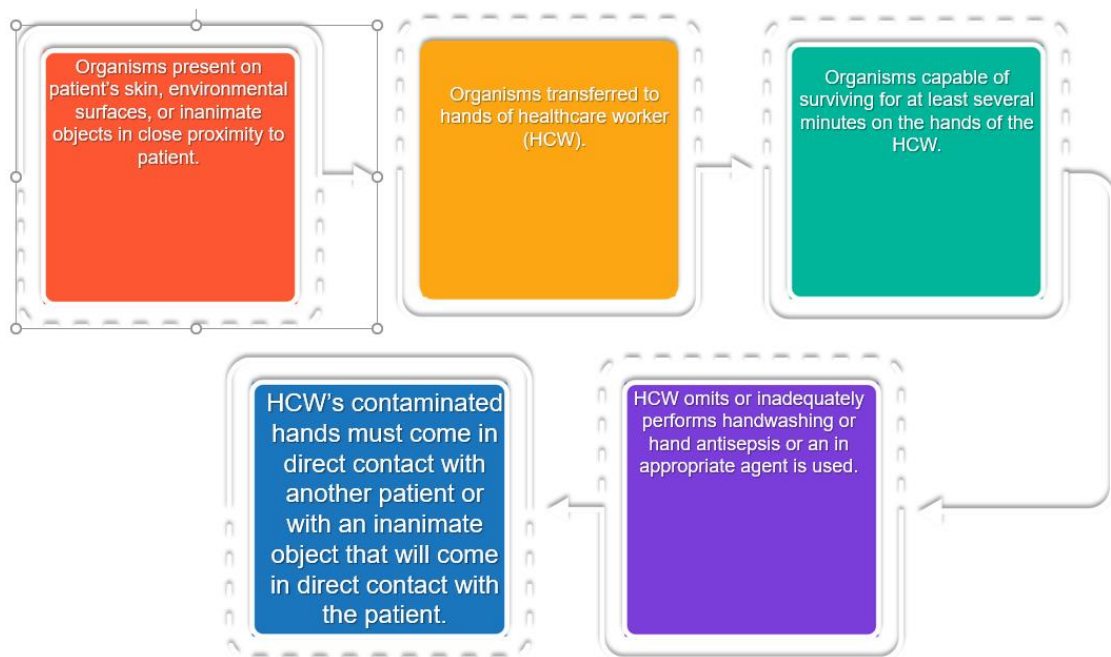 Organisms present on
patient's skin, environmental
surfaces, or inanimate
objects in close proximity to
patient.
Organisms transferred to
hands of healthcare worker
(HCW).
Organisms capable of
surviving for at least several
minutes on the hands of the
HCW.
HCW omits or inadequately
performs handwashing or
hand antisepsis or an in
appropriate agent is used.
HCW's contaminated
hands must come in
direct contact with
another patient or
with an inanimate
object that will come
in direct contact with
the patient.